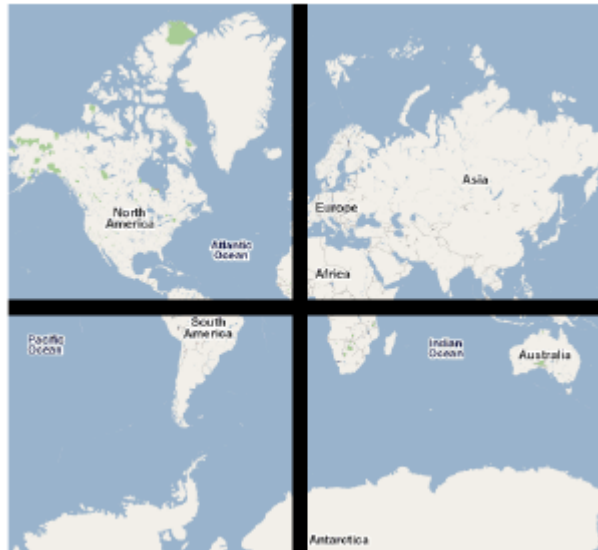 North
America
Atlantic
Ocean
Asia
Europe
Africa
South
America
Pacific
Ocean
Indian
Ocean
Australia
Antarctica